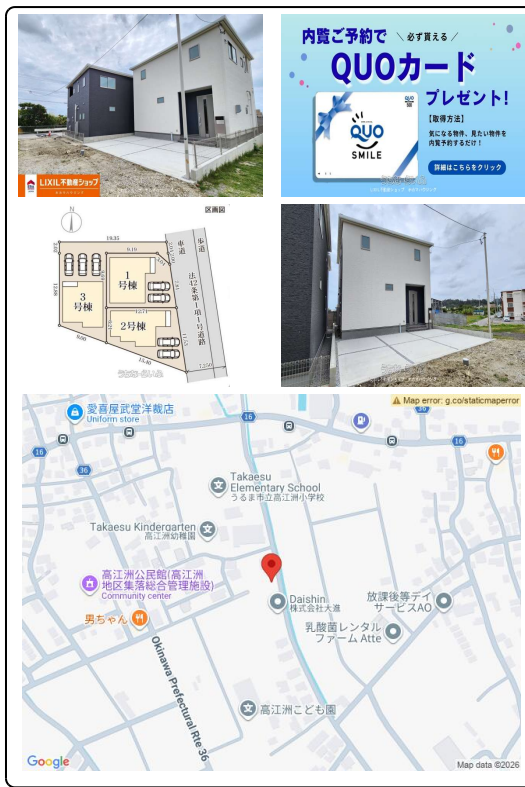 LIXIL不動産ショップ
内覧ご予約で
＼ 必ず貰える ／
QUOカード
プレゼント!
QUO
SMILE
【取得方法】
気になる物件、見たい物件を
内覧予約するだけ！
詳細はこちらをクリック
区画図
N
19.35
9.10
1
号
棟
2号棟
3
号棟
12.71
15.40
7.250
車道
歩道
法42条第1項1号道路
Map error: g.co/staticmaperror
愛喜屋武堂洋裁店
Uniform store
16
16
16
36
Takaesu
Elementary School
うるま市立高江洲小学校
Takaesu Kindergarten
高江洲幼稚園
高江洲公民館(高江洲
地区集落総合管理施設)
Community center
男ちゃん
Daishin
株式会社大進
放課後等デイ
サービスAO
乳酸菌レンタル
ファーム Atte
Okinawa Prefectural Rte 36
高江洲こども園
Google
Map data ©2026